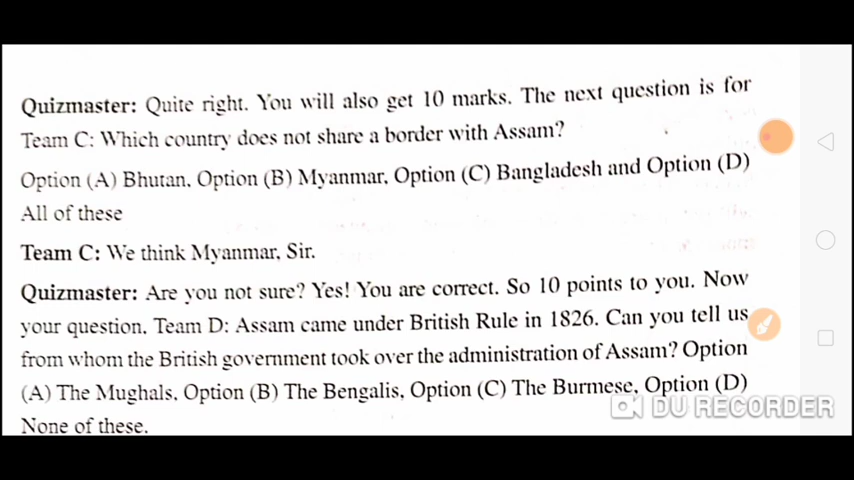 Quizmaster: Quite right. You will also get 10 marks. The next question is for
Team C: Which country does not share a border with Assam?
Option (A) Bhutan, Option (B) Myanmar, Option (C) Bangladesh and Option (D)
All of these
Team C: We think Myanmar, Sir.
Quizmaster: Are you not sure? Yes! You are correct. So 10 points to you. Now
your question. Team D: Assam came under British Rule in 1826. Can you tell us
from whom the British government took over the administration of Assam? Option
(A) The Mughals, Option (B) The Bengalis, Option (C) The Burmese, Option (D)
DU RECORDER
None of these.